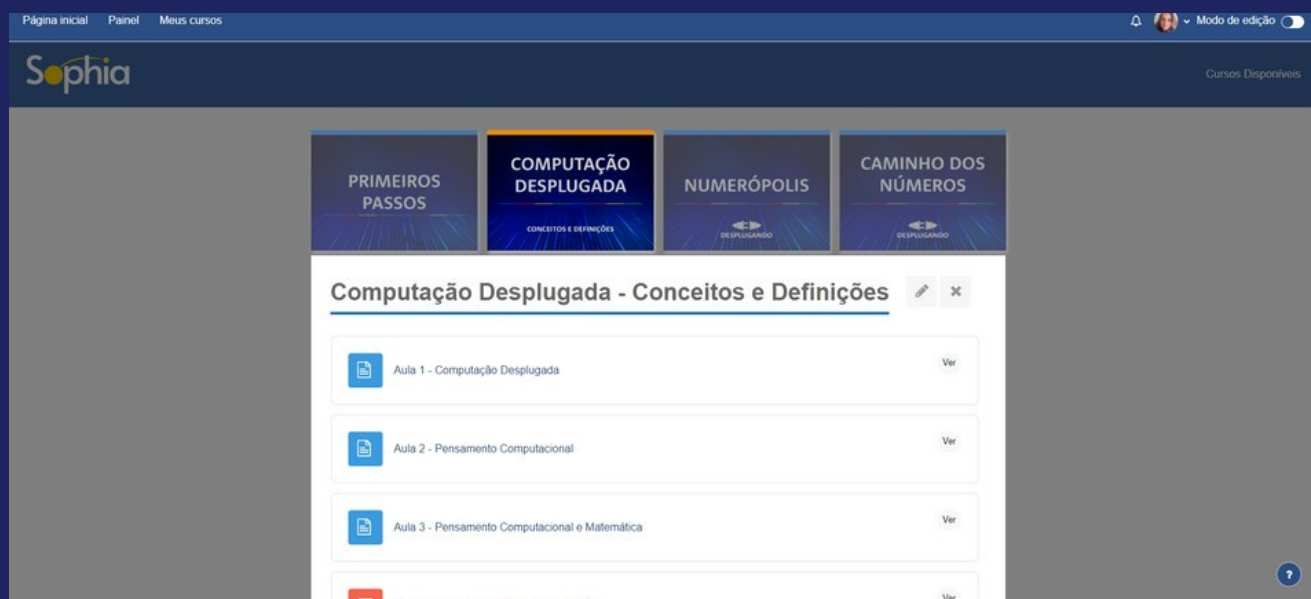 Página inicial Painel Meus cursos
Modo de edição
Sophia
Cursos Disponíveis
PRIMEIROS
PASSOS
COMPUTAÇÃO
DESPLUGADA
CONCEITOS E DEFINIÇÕES
NUMERÓPOLIS
DESPLUGANDO
CAMINHO DOS
NÚMEROS
DESPLUGANDO
Computação Desplugada - Conceitos e Definições
Aula 1 - Computação Desplugada
Ver
Aula 2 - Pensamento Computacional
Ver
Aula 3 - Pensamento Computacional e Matemática
Ver
Ver
?